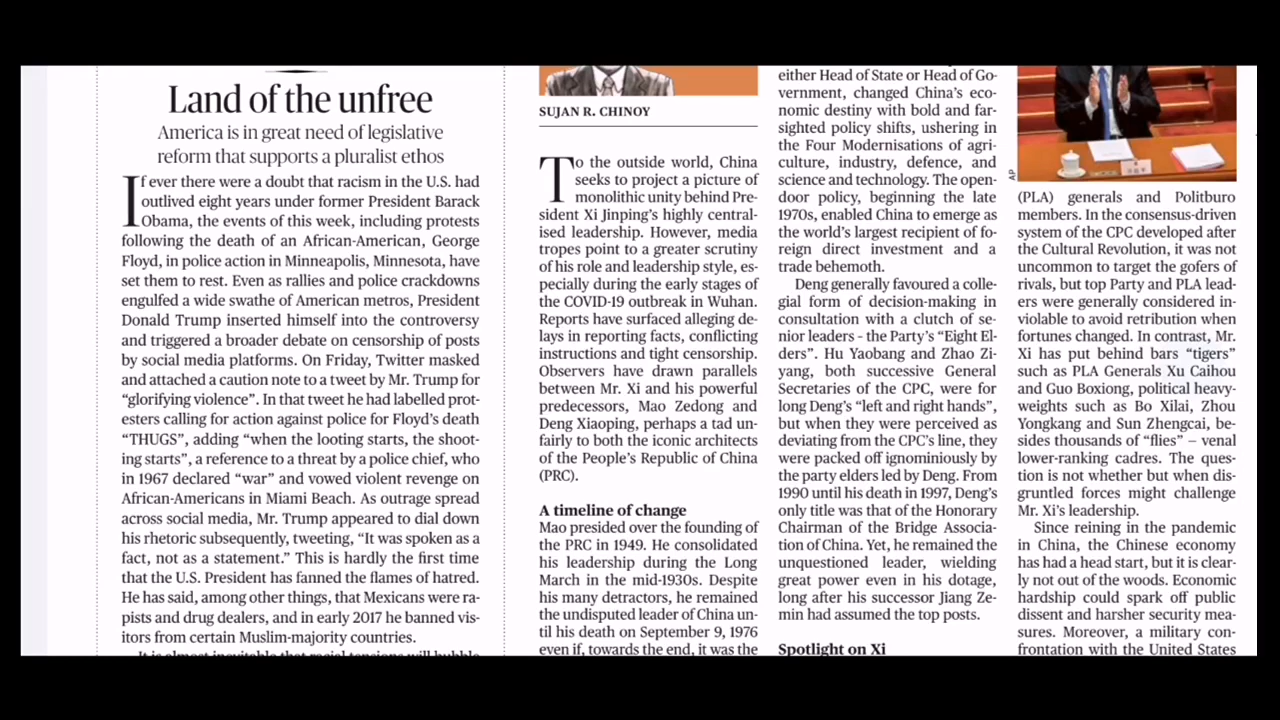 Land of the unfree
America is in great need of legislative
reform that supports a pluralist ethos
If ever there were a doubt that racism in the U.S. had
outlived eight years under former President Barack
Obama, the events of this week, including protests
following the death of an African-American, George
Floyd, in police action in Minneapolis, Minnesota, have
set them to rest. Even as rallies and police crackdowns
engulfed a wide swathe of American metros, President
Donald Trump inserted himself into the controversy
and triggered a broader debate on censorship of posts
by social media platforms. On Friday, Twitter masked
and attached a caution note to a tweet by Mr. Trump for
“glorifying violence”. In that tweet he had labelled prot-
esters calling for action against police for Floyd’s death
“THUGS”, adding “when the looting starts, the shoot-
ing starts”, a reference to a threat by a police chief, who
in 1967 declared “war” and vowed violent revenge on
African-Americans in Miami Beach. As outrage spread
across social media, Mr. Trump appeared to dial down
his rhetoric subsequently, tweeting, “It was spoken as a
fact, not as a statement.” This is hardly the first time
that the U.S. President has fanned the flames of hatred.
He has said, among other things, that Mexicans were ra-
pists and drug dealers, and in early 2017 he banned vis-
itors from certain Muslim-majority countries.
It is almost inevitable that racial tensions will bubble
SUJAN R. CHINOY
To the outside world, China
seeks to project a picture of
monolithic unity behind Pre-
sident Xi Jinping’s highly central-
ised leadership. However, media
tropes point to a greater scrutiny
of his role and leadership style, es-
pecially during the early stages of
the COVID-19 outbreak in Wuhan.
Reports have surfaced alleging de-
lays in reporting facts, conflicting
instructions and tight censorship.
Observers have drawn parallels
between Mr. Xi and his powerful
predecessors, Mao Zedong and
Deng Xiaoping, perhaps a tad un-
fairly to both the iconic architects
of the People’s Republic of China
(PRC).
A timeline of change
Mao presided over the founding of
the PRC in 1949. He consolidated
his leadership during the Long
March in the mid-1930s. Despite
his many detractors, he remained
the undisputed leader of China un-
til his death on September 9, 1976
even if, towards the end, it was the
either Head of State or Head of Go-
vernment, changed China’s eco-
nomic destiny with bold and far-
sighted policy shifts, ushering in
the Four Modernisations of agri-
culture, industry, defence, and
science and technology. The open-
door policy, beginning the late
1970s, enabled China to emerge as
the world’s largest recipient of fo-
reign direct investment and a
trade behemoth.
Deng generally favoured a colle-
gial form of decision-making in
consultation with a clutch of se-
nior leaders - the Party’s “Eight El-
ders”. Hu Yaobang and Zhao Zi-
yang, both successive General
Secretaries of the CPC, were for
long Deng’s “left and right hands”,
but when they were perceived as
deviating from the CPC’s line, they
were packed off ignominiously by
the party elders led by Deng. From
1990 until his death in 1997, Deng’s
only title was that of the Honorary
Chairman of the Bridge Associa-
tion of China. Yet, he remained the
unquestioned leader, wielding
great power even in his dotage,
long after his successor Jiang Ze-
min had assumed the top posts.
Spotlight on Xi
AP
(PLA) generals and Politburo
members. In the consensus-driven
system of the CPC developed after
the Cultural Revolution, it was not
uncommon to target the gofers of
rivals, but top Party and PLA lead-
ers were generally considered in-
violable to avoid retribution when
fortunes changed. In contrast, Mr.
Xi has put behind bars “tigers”
such as PLA Generals Xu Caihou
and Guo Boxiong, political heavy-
weights such as Bo Xilai, Zhou
Yongkang and Sun Zhengcai, be-
sides thousands of “flies” – venal
lower-ranking cadres. The ques-
tion is not whether but when dis-
gruntled forces might challenge
Mr. Xi’s leadership.
Since reining in the pandemic
in China, the Chinese economy
has had a head start, but it is clear-
ly not out of the woods. Economic
hardship could spark off public
dissent and harsher security mea-
sures. Moreover, a military con-
frontation with the United States